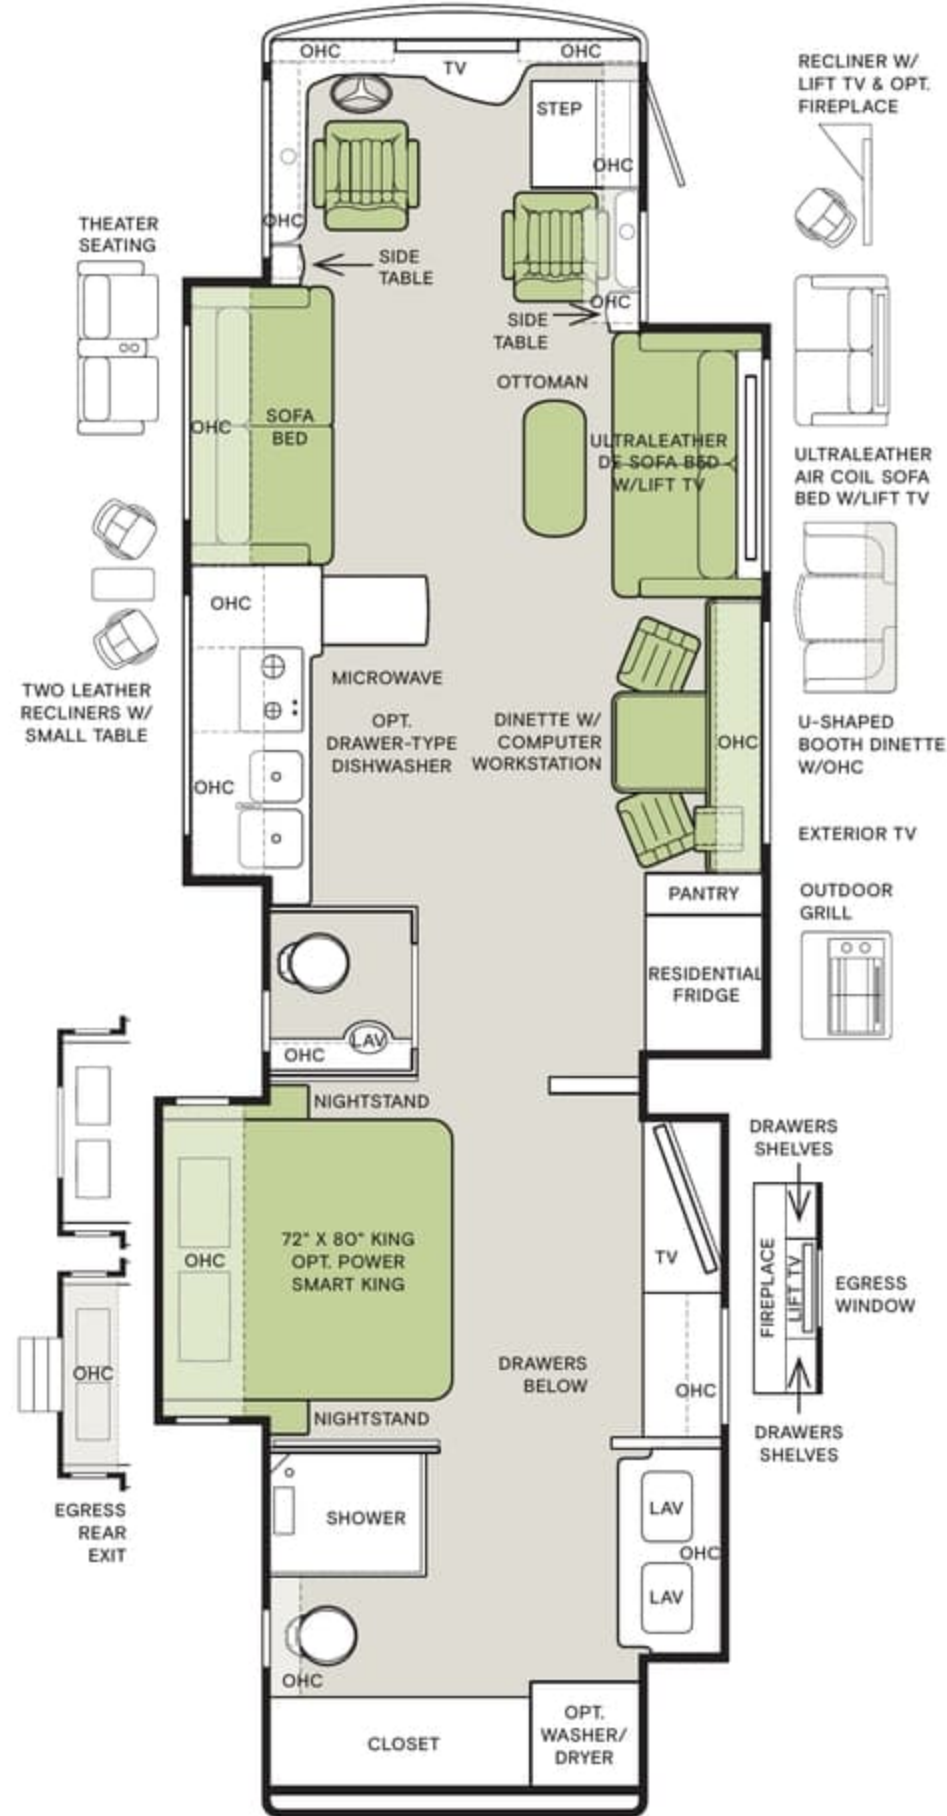 OHC
OHC
TV
STEP
OHC
OHC
SIDE
TABLE
OHC
SIDE
TABLE
OTTOMAN
RECLINER W/
LIFT TV & OPT.
FIREPLACE
THEATER
SEATING
OHC
SOFA
BED
ULTRALEATHER
DE SOFA BED
W/LIFT TV
ULTRALEATHER
AIR COIL SOFA
BED W/LIFT TV
OHC
MICROWAVE
OPT.
DRAWER-TYPE
DISHWASHER
DINETTE W/
COMPUTER
WORKSTATION
OHC
OHC
TWO LEATHER
RECLINERS W/
SMALL TABLE
U-SHAPED
BOOTH DINETTE
W/OHC
EXTERIOR TV
OUTDOOR
GRILL
PANTRY
RESIDENTIAL
FRIDGE
LAV
OHC
NIGHTSTAND
72" X 80" KING
OPT. POWER
SMART KING
OHC
TV
DRAWERS
SHELVES
FIREPLACE
LIFT TV
EGRESS
WINDOW
DRAWERS
SHELVES
DRAWERS
BELOW
OHC
OHC
NIGHTSTAND
EGRESS
REAR
EXIT
SHOWER
LAV
OHC
LAV
OHC
CLOSET
OPT.
WASHER/
DRYER